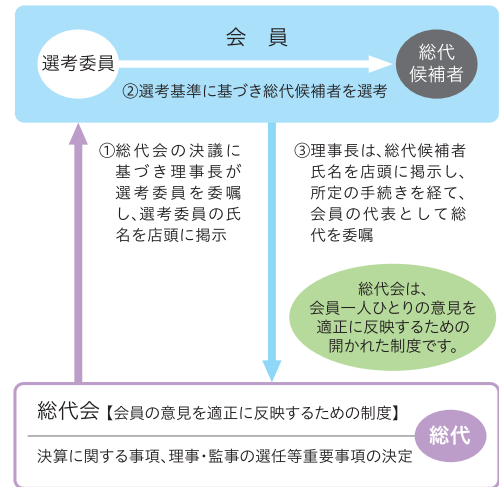 会 員
選考委員
総代
候補者
②選考基準に基づき総代候補者を選考
①総代会の決議に
基づき理事長が
選考委員を委嘱
し、選考委員の氏
名を店頭に掲示
③理事長は、総代候補者
氏名を店頭に掲示し、
所定の手続きを経て、
会員の代表として総
代を委嘱
総代会は、
会員一人ひとりの意見を
適正に反映するための
開かれた制度です。
総代会【会員の意見を適正に反映するための制度】
総代
決算に関する事項、理事・監事の選任等重要事項の決定